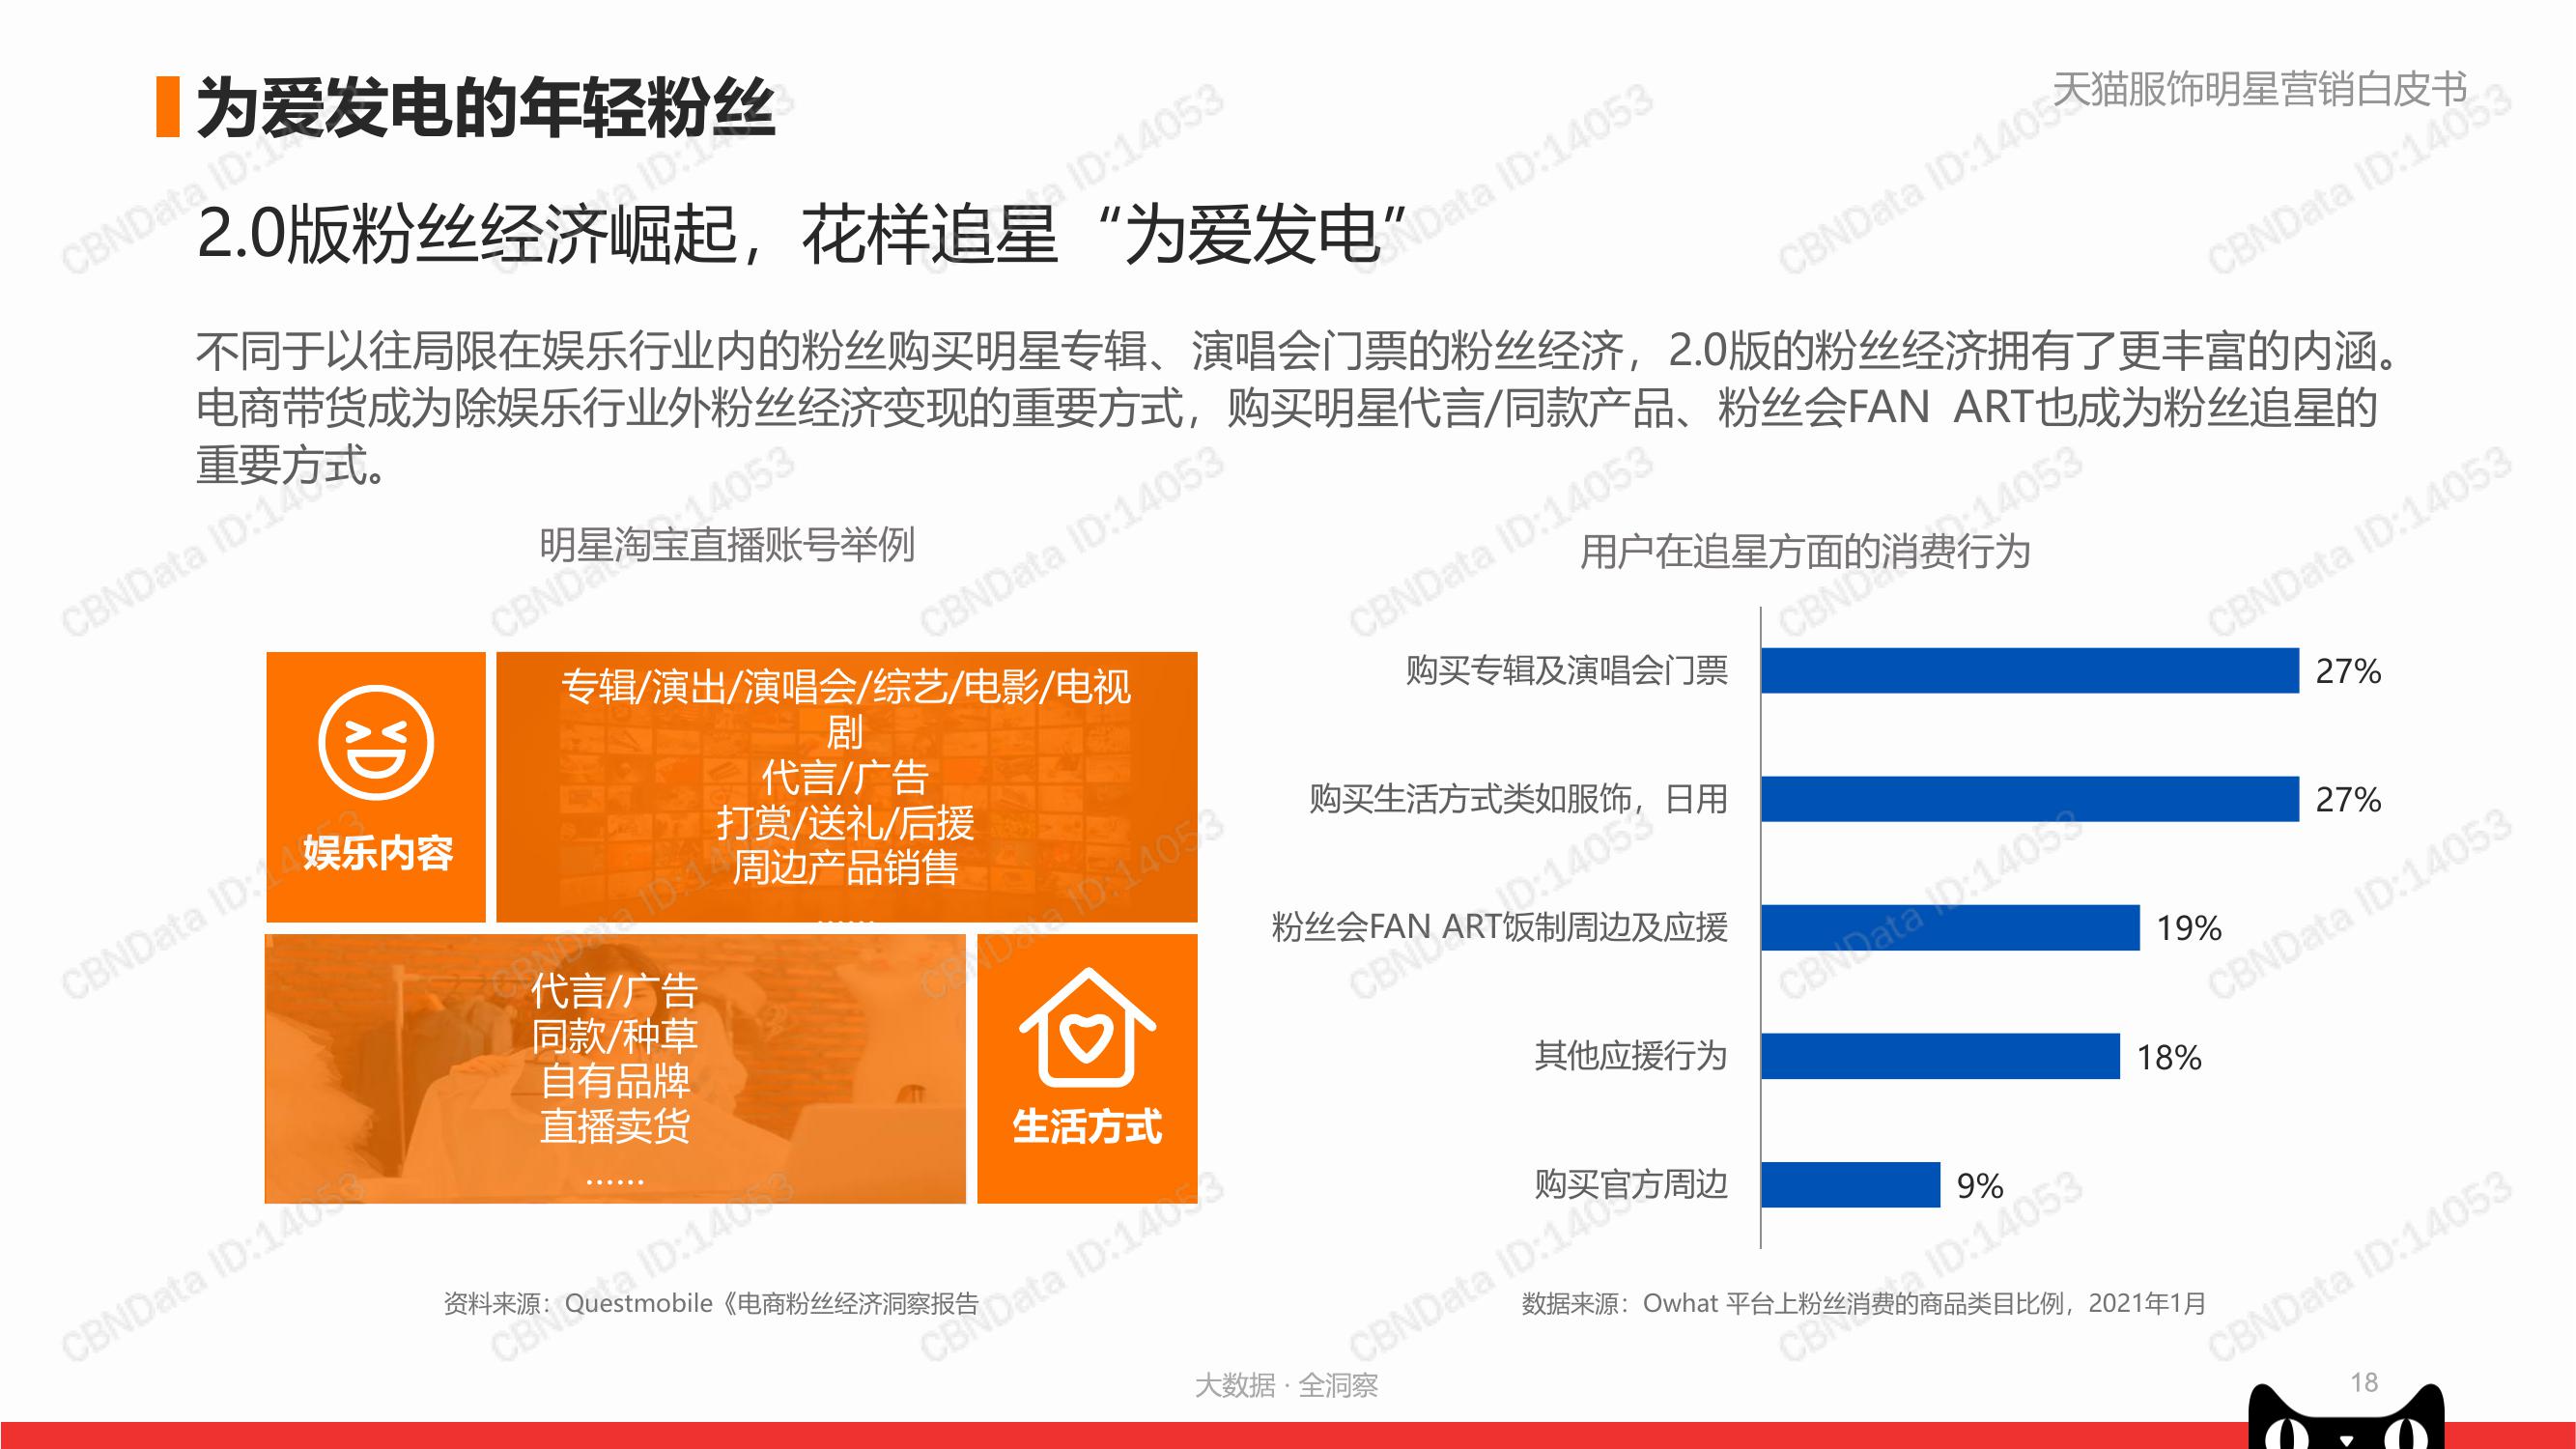 为爱发电的年轻粉丝
天猫服饰明星营销白皮书
2.0版粉丝经济崛起，花样追星“为爱发电”
不同于以往局限在娱乐行业内的粉丝购买明星专辑、演唱会门票的粉丝经济，2.0版的粉丝经济拥有了更丰富的内涵。
电商带货成为除娱乐行业外粉丝经济变现的重要方式，购买明星代言/同款产品、粉丝会FAN ART也成为粉丝追星的
重要方式。
明星淘宝直播账号举例
娱乐内容
专辑/演出/演唱会/综艺/电影/电视
剧
代言/广告
打赏/送礼/后援
周边产品销售
……
代言/广告
同款/种草
自有品牌
直播卖货
……
生活方式
资料来源：Questmobile《电商粉丝经济洞察报告
用户在追星方面的消费行为
购买专辑及演唱会门票 27%
购买生活方式类如服饰，日用 27%
粉丝会FAN ART饭制周边及应援 19%
其他应援行为 18%
购买官方周边 9%
数据来源：Owhat 平台上粉丝消费的商品类目比例，2021年1月
大数据·全洞察
18
CBNData ID:14053